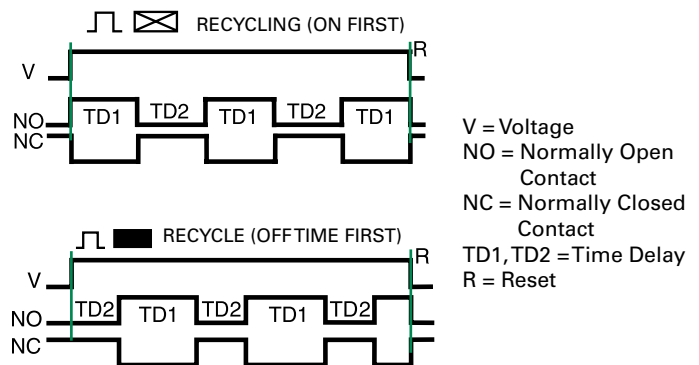 RECYCLING (ON FIRST)
R
V
NO
TD1 TD2 TD1 TD2 TD1
NC
RECYCLE (OFFTIME FIRST)
R
V
TD2 TD1 TD2 TD1 TD2
NO
NC
V = Voltage
NO = Normally Open
Contact
NC = Normally Closed
Contact
TD1, TD2 = Time Delay
R = Reset